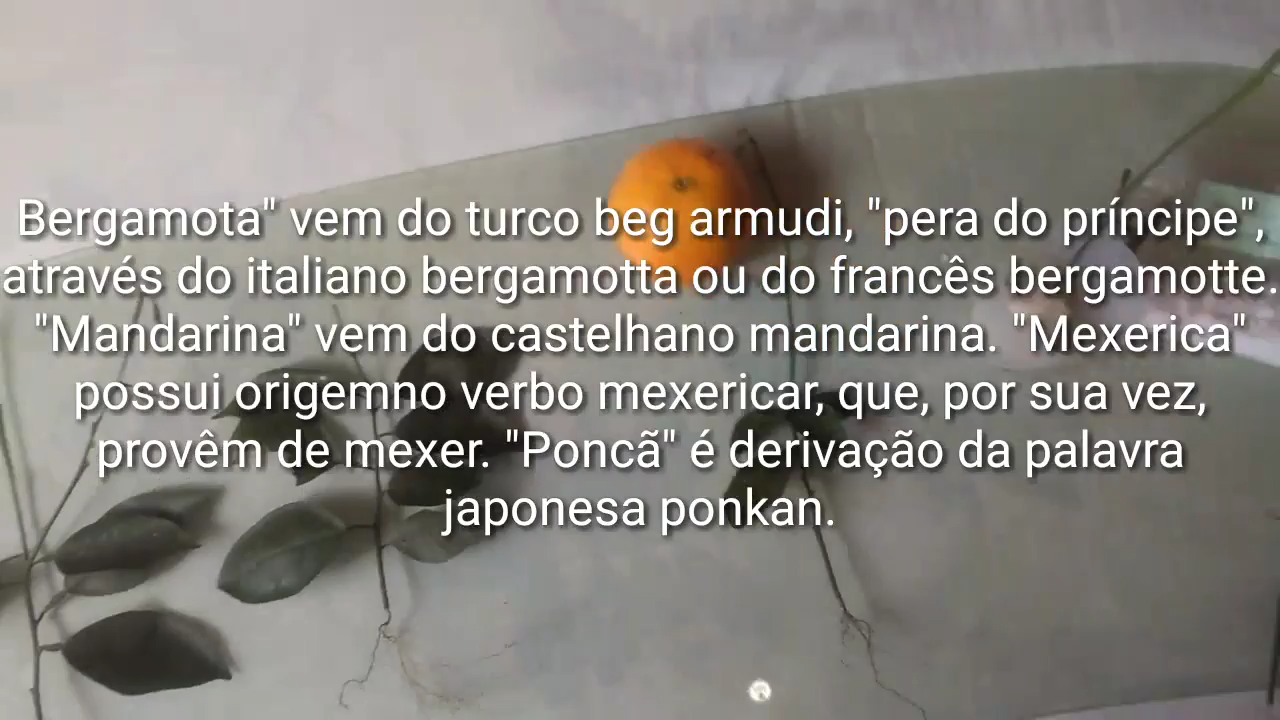 Bergamota" vem do turco beg armudi, "pera do príncipe",
através do italiano bergamotta ou do francês bergamotte.
"Mandarina" vem do castelhano mandarina. "Mexerica"
possui origemno verbo mexericar, que, por sua vez,
provêm de mexer. "Poncã" é derivação da palavra
japonesa ponkan.